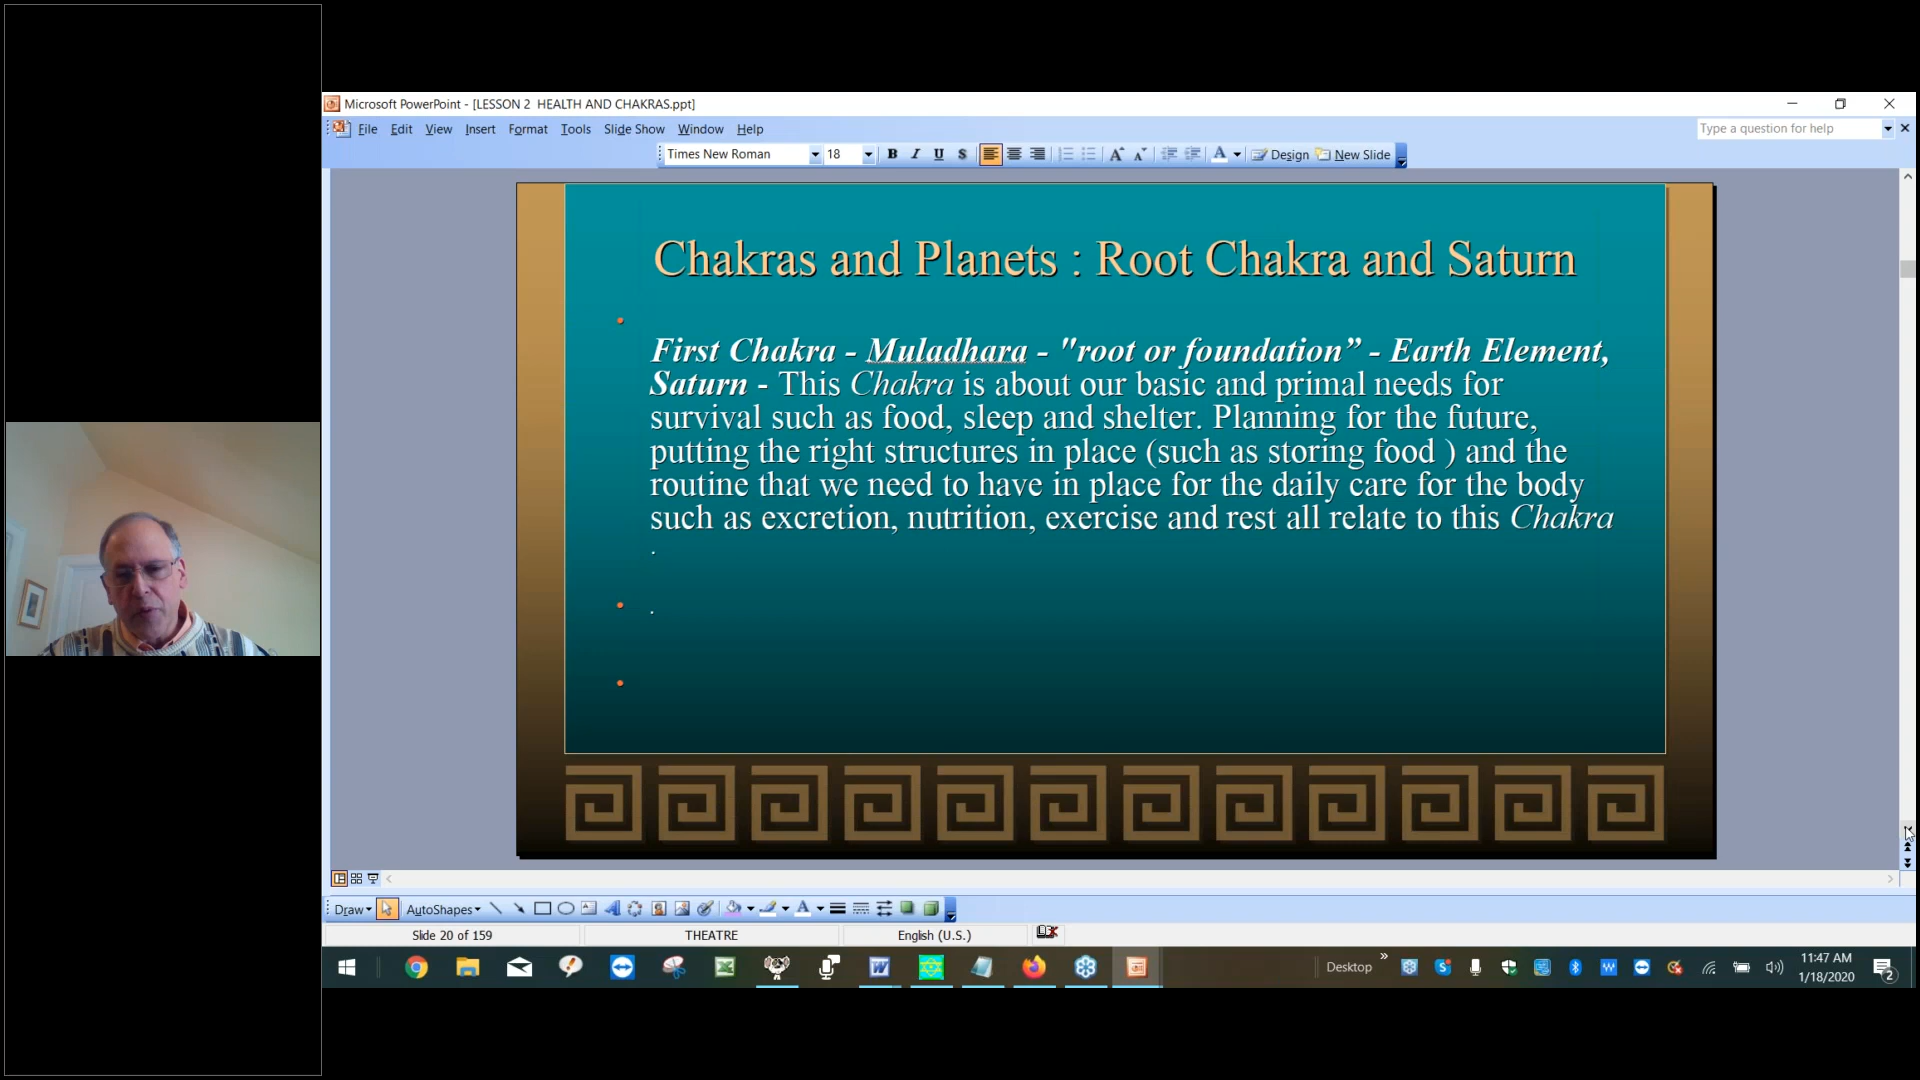 Microsoft PowerPoint - [LESSON 2  HEALTH AND CHAKRAS.ppt]
File Edit View Insert Format Tools Slide Show Window Help
Type a question for help
Times New Roman 18 B I U S A A A Design New Slide
Chakras and Planets : Root Chakra and Saturn
First Chakra - Muladhara - "root or foundation” - Earth Element,
Saturn - This Chakra is about our basic and primal needs for
survival such as food, sleep and shelter. Planning for the future,
putting the right structures in place (such as storing food ) and the
routine that we need to have in place for the daily care for the body
such as excretion, nutrition, exercise and rest all relate to this Chakra
.
.
Draw AutoShapes A
Slide 20 of 159 THEATRE English (U.S.)
Desktop
11:47 AM
1/18/2020
2